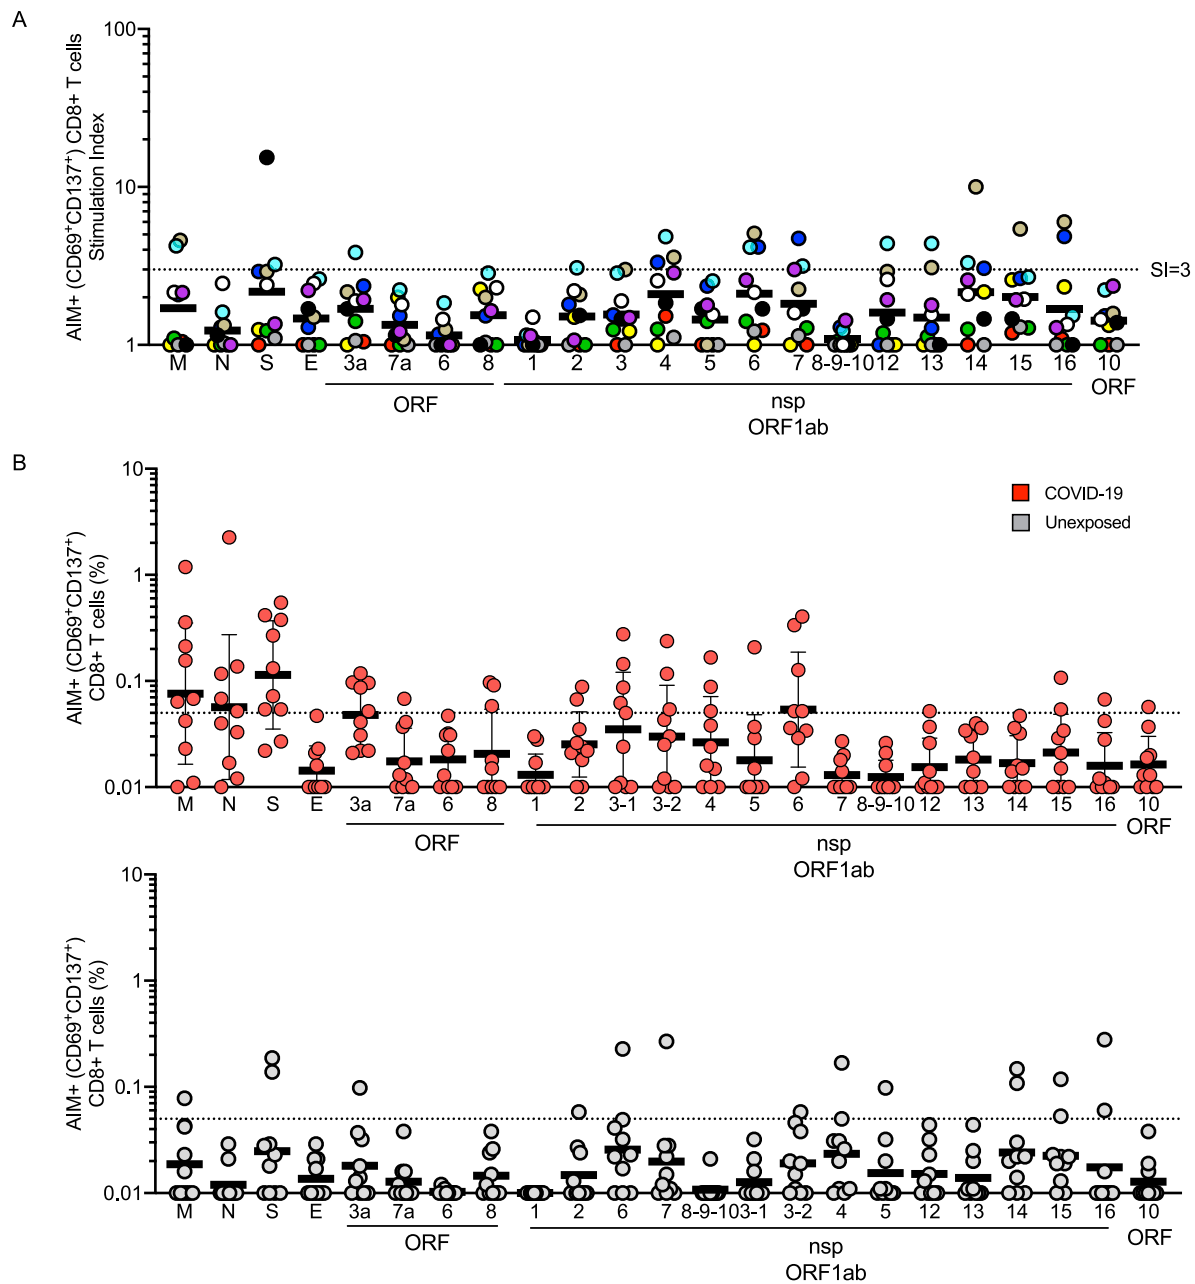 A
AIM+ (CD69⁺CD137⁺) CD8+ T cells
Stimulation Index
100
10
1
SI=3
M N S E 3a 7a 6 8 1 2 3 4 5 6 7 8-9-10 12 13 14 15 16 10
ORF nsp ORF
ORF1ab
B
AIM+ (CD69⁺CD137⁺)
CD8+ T cells (%)
10
1
0.1
0.01
COVID-19
Unexposed
M N S E 3a 7a 6 8 1 2 3-1 3-2 4 5 6 7 8-9-10 12 13 14 15 16 10
ORF nsp ORF
ORF1ab
AIM+ (CD69⁺CD137⁺)
CD8+ T cells (%)
10
1
0.1
0.01
M N S E 3a 7a 6 8 1 2 6 7 8-9-10 3-1 3-2 4 5 12 13 14 15 16 10
ORF nsp ORF
ORF1ab